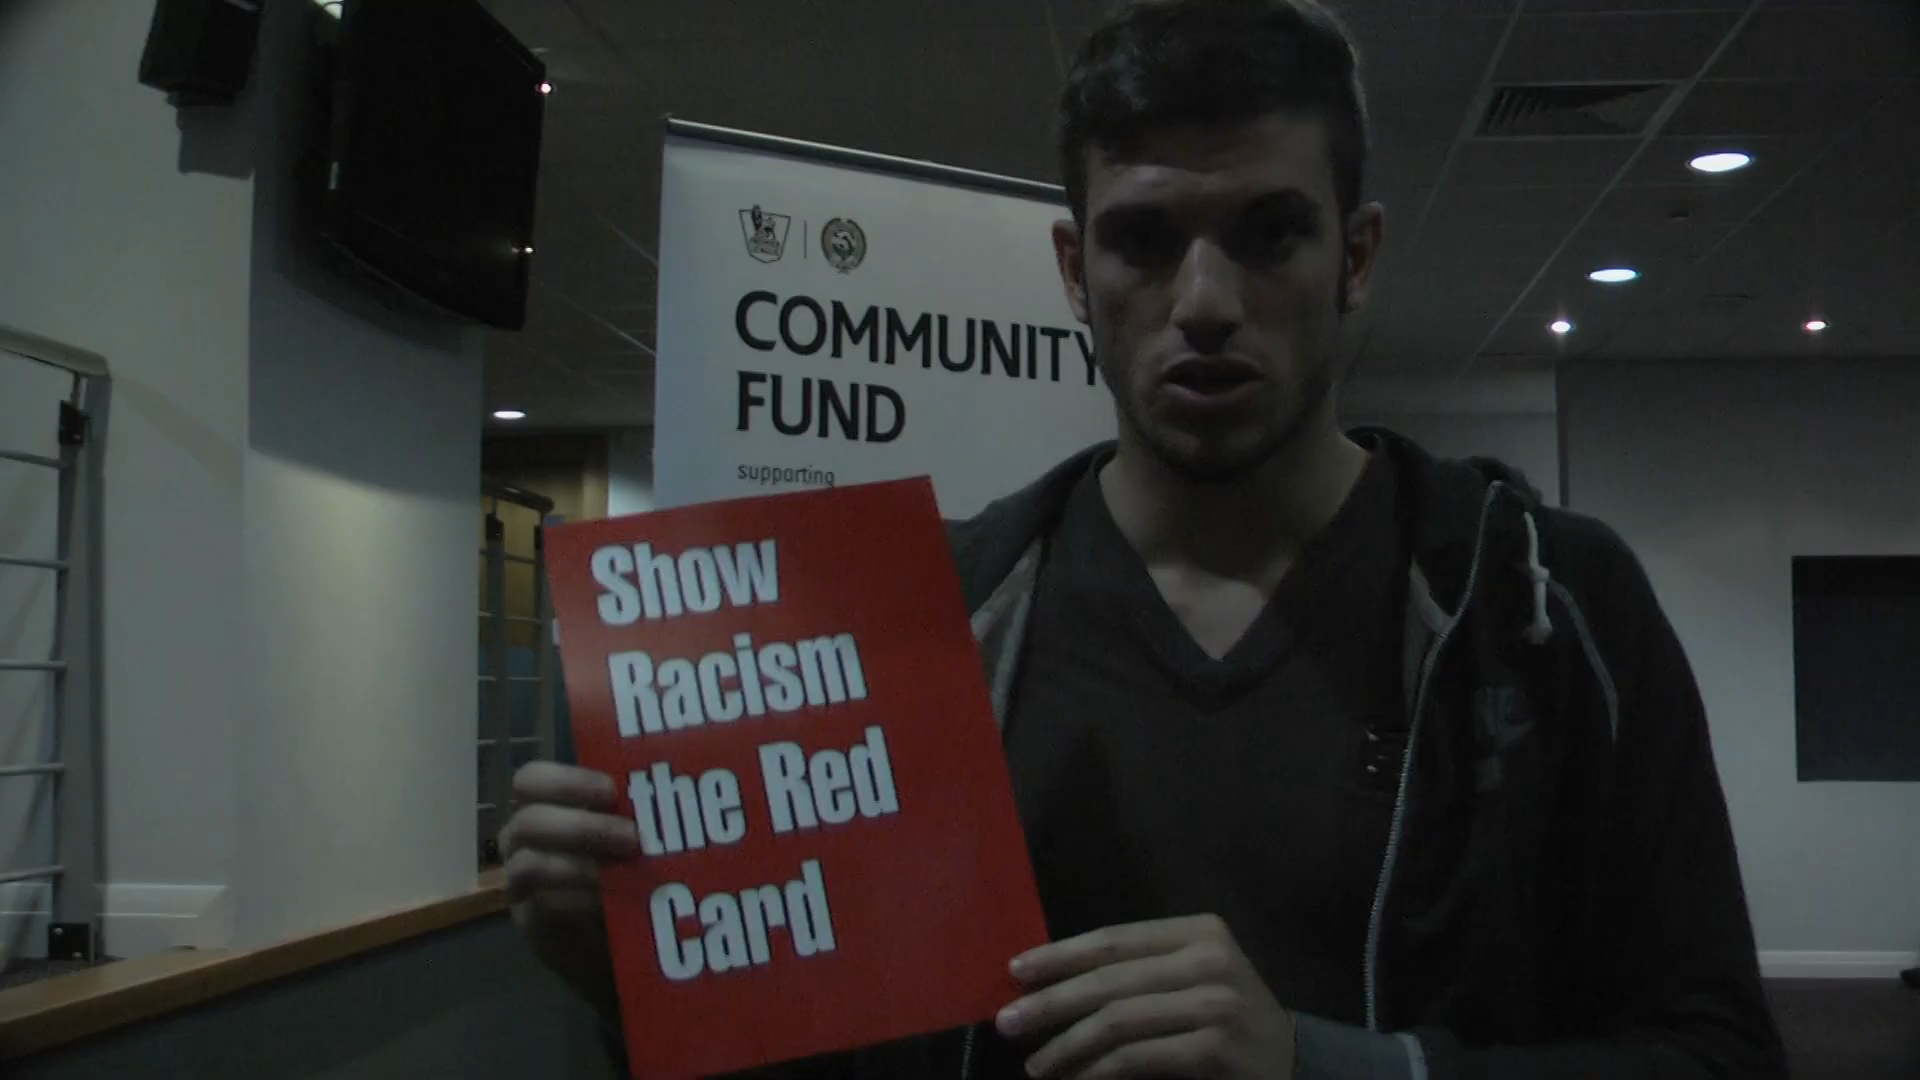 COMMUNITY
FUND
supporting
Show
Racism
the Red
Card